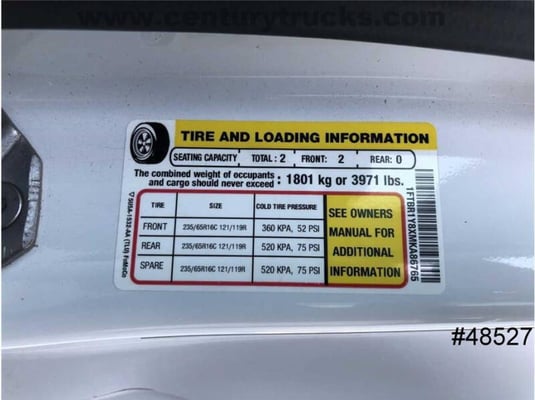 www.centurytrucks.com
TIRE AND LOADING INFORMATION
SEATING CAPACITY TOTAL: 2 FRONT: 2 REAR: 0
The combined weight of occupants
and cargo should never exceed : 1801 kg or 3971 lbs.
TIRE SIZE COLD TIRE PRESSURE
FRONT 235/65R16C 121/119R 360 KPA, 52 PSI
REAR 235/65R16C 121/119R 520 KPA, 75 PSI
SPARE 235/65R16C 121/119R 520 KPA, 75 PSI
SEE OWNERS
MANUAL FOR
ADDITIONAL
INFORMATION
1FTBR1Y8XMKA86765
#48527